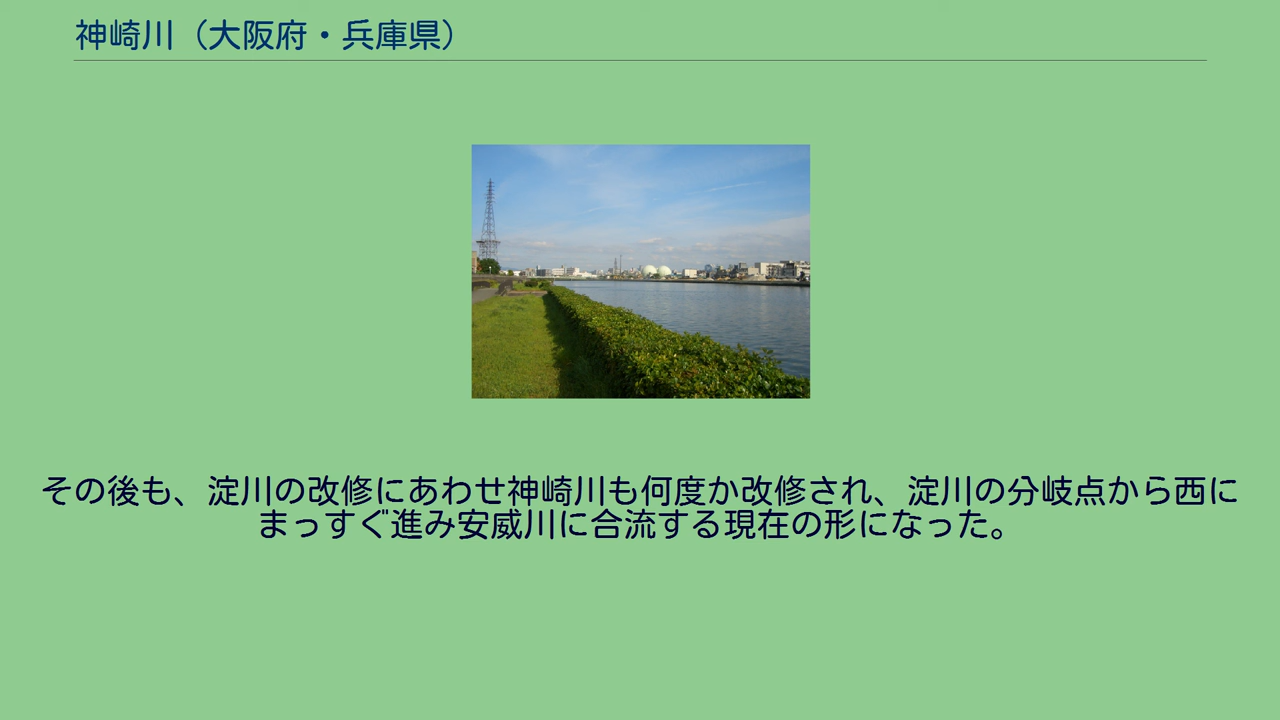 神崎川（大阪府・兵庫県）
その後も、淀川の改修にあわせ神崎川も何度か改修され、淀川の分岐点から西に
まっすぐ進み安威川に合流する現在の形になった。